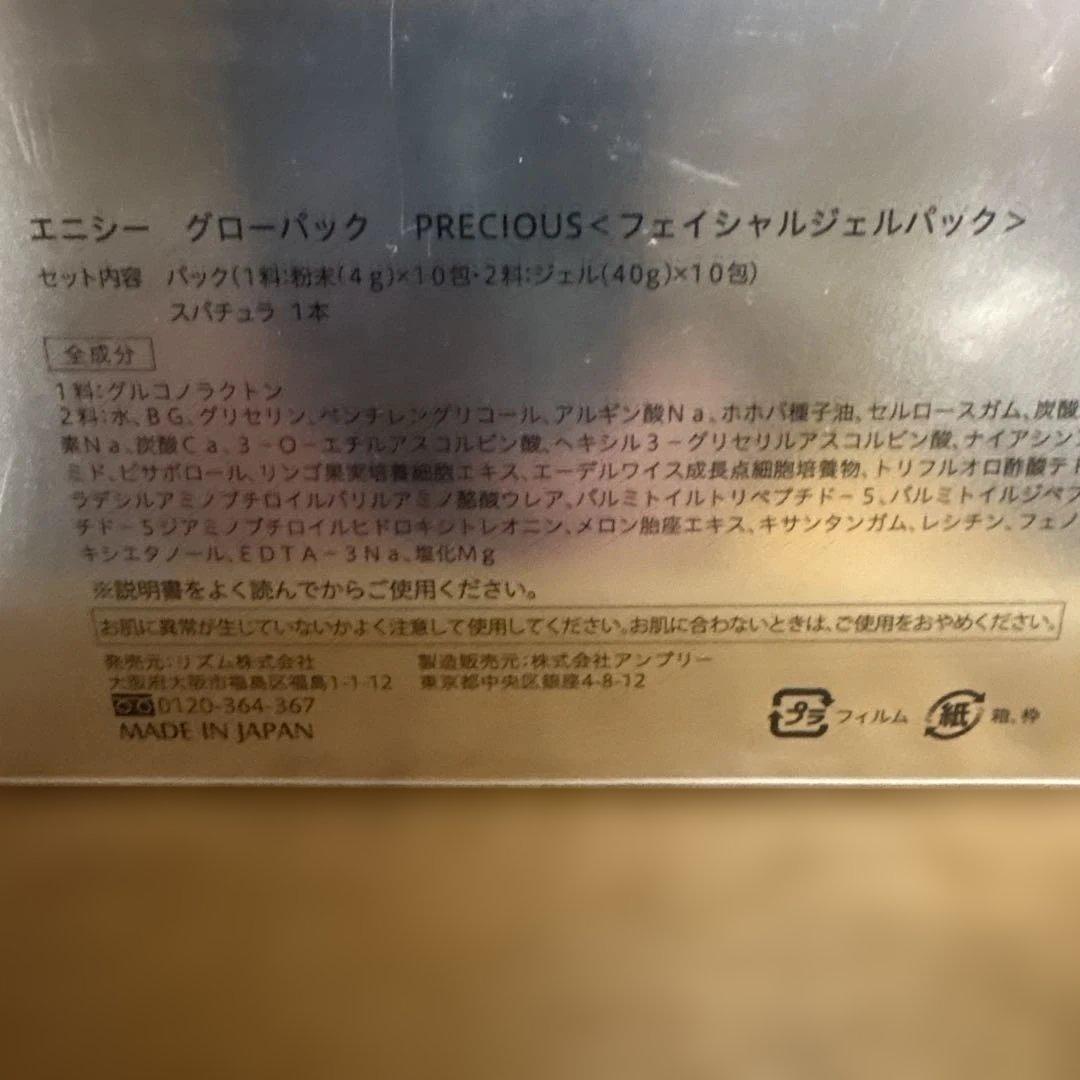 エニシー　グローパック　PRECIOUS<フェイシャルジェルパック>
セット内容　パック(1料:粉末(4g)×10包・2料:ジェル(40g)×10包)
スパチュラ 1本
全成分
1料:グルコノラクトン
2料:水、BG、グリセリン、ペンチレングリコール、アルギン酸Na、ホホバ種子油、セルロースガム、炭酸
素Na、炭酸Ca、3-O-エチルアスコルビン酸、ヘキシル3-グリセリルアスコルビン酸、ナイアシン
ミド、ビサボロール、リンゴ果実培養細胞エキス、エーデルワイス成長点細胞培養物、トリフルオロ酢酸テト
ラデシルアミノブチロイルバリルアミノ酪酸ウレア、パルミトイルトリペプチド-5、パルミトイルジペプ
チド-5ジアミノブチロイルヒドロキシトレオニン、メロン胎座エキス、キサンタンガム、レシチン、フェノ
キシエタノール、EDTA-3Na、塩化Mg
※説明書をよく読んでからご使用ください。
お肌に異常が生じていないかよく注意して使用してください。お肌に合わないときは、ご使用をおやめください。
発売元:リズム株式会社　製造販売元:株式会社アンプリー
大阪府大阪市福島区福島1-1-12　東京都中央区銀座4-8-12
0120-364-367
MADE IN JAPAN
プラ フィルム 紙 箱、枠